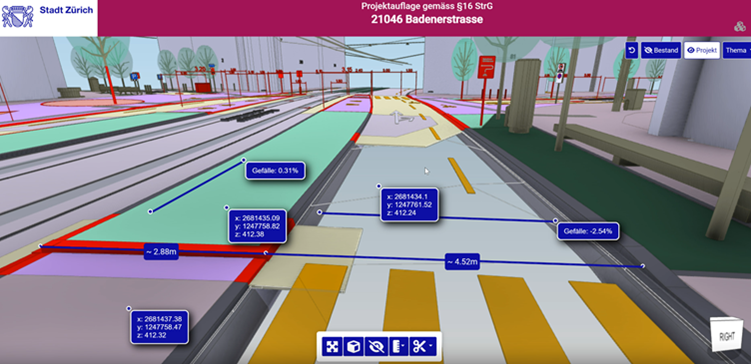 Stadt Zürich
Projektauflage gemäss §16 StrG
21046 Badenerstrasse
Bestand
Projekt
Thema
Gefälle: 0.31%
x: 2681434.1
y: 1247761.52
z: 412.24
x: 2681435.09
y: 1247758.82
z: 412.38
Gefälle: -2.54%
~ 2.88m
~ 4.52m
x: 2681437.38
y: 1247758.47
z: 412.32
RIGHT